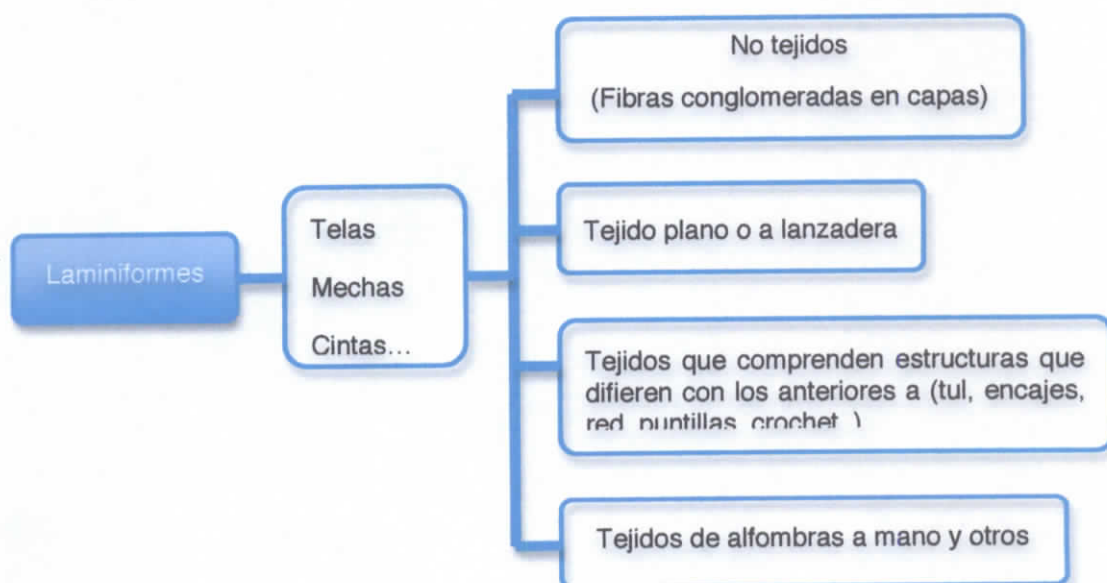 Laminiformes
Telas
Mechas
Cintas...
No tejidos
(Fibras conglomeradas en capas)
Tejido plano o a lanzadera
Tejidos que comprenden estructuras que
difieren con los anteriores a (tul, encajes,
red, puntillas, crochet..)
Tejidos de alfombras a mano y otros